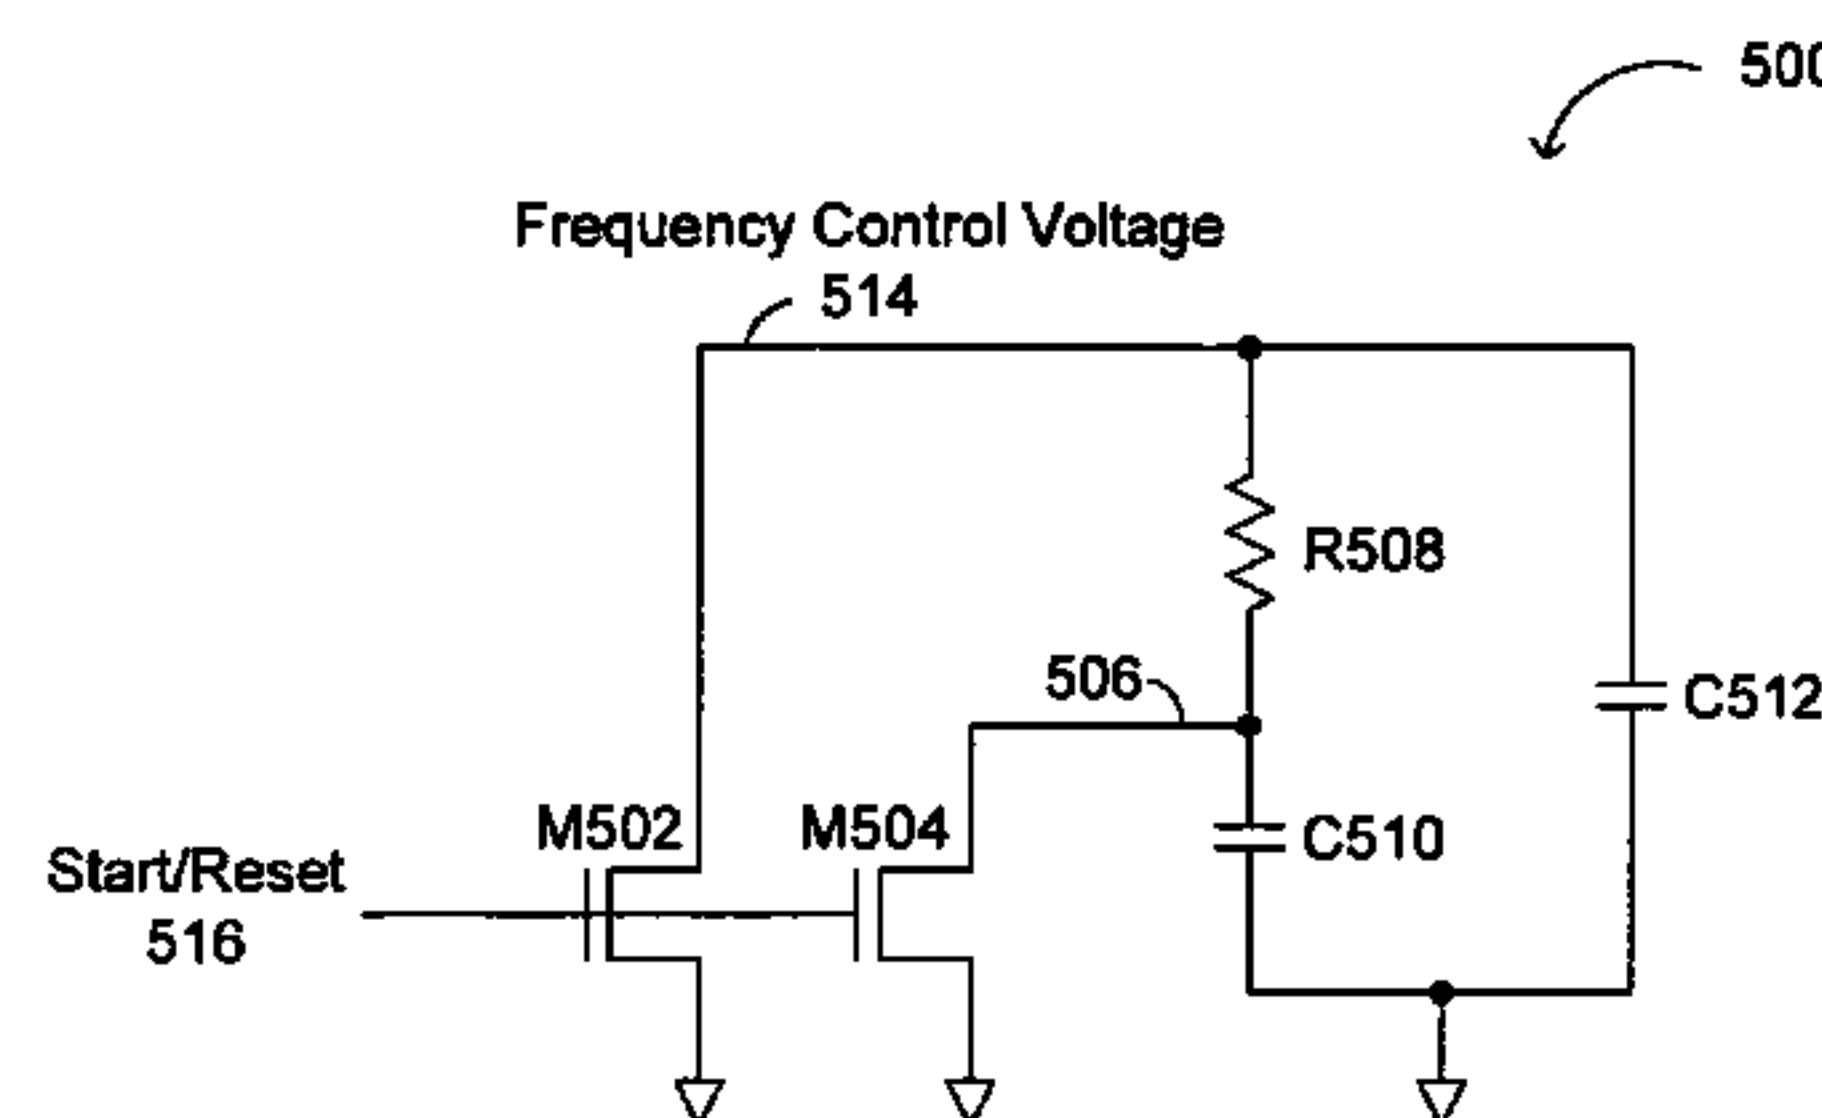 500
Frequency Control Voltage
514
R508
506
C512
M502
M504
C510
Start/Reset
516